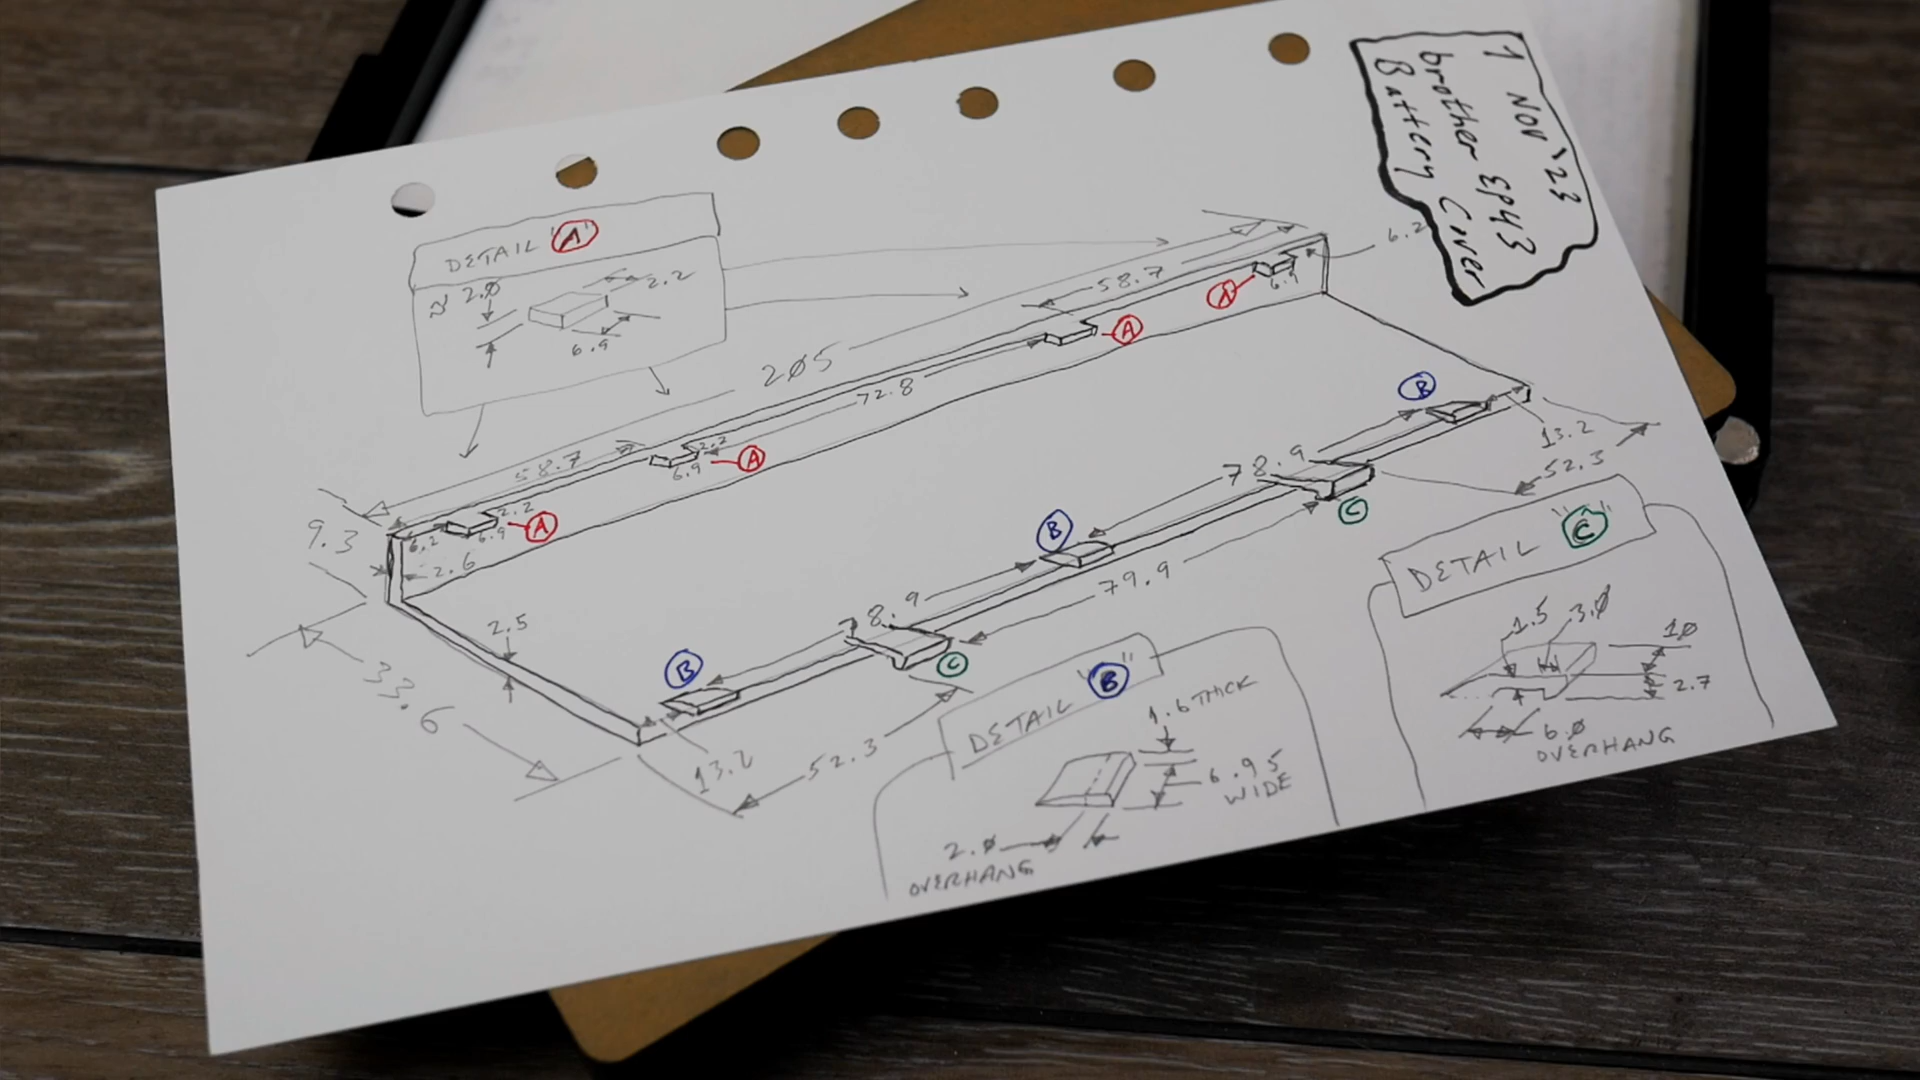 1 Nov '23
brother EP43
Battery Cover
DETAIL "A"
≈ 2.0
2.2
6.9
58.7
6.2
6.9
A
A
205
72.8
B
58.7
2.2
6.9
A
13.2
52.3
9.3
6.2
2.2
6.9
A
2.6
78.9
C
B
DETAIL "C"
1.5
3.0
10
2.7
6.0
OVERHANG
79.9
78.9
C
2.5
B
33.6
13.2
52.3
DETAIL "B"
1.6 THICK
6.95
WIDE
2.0
OVERHANG